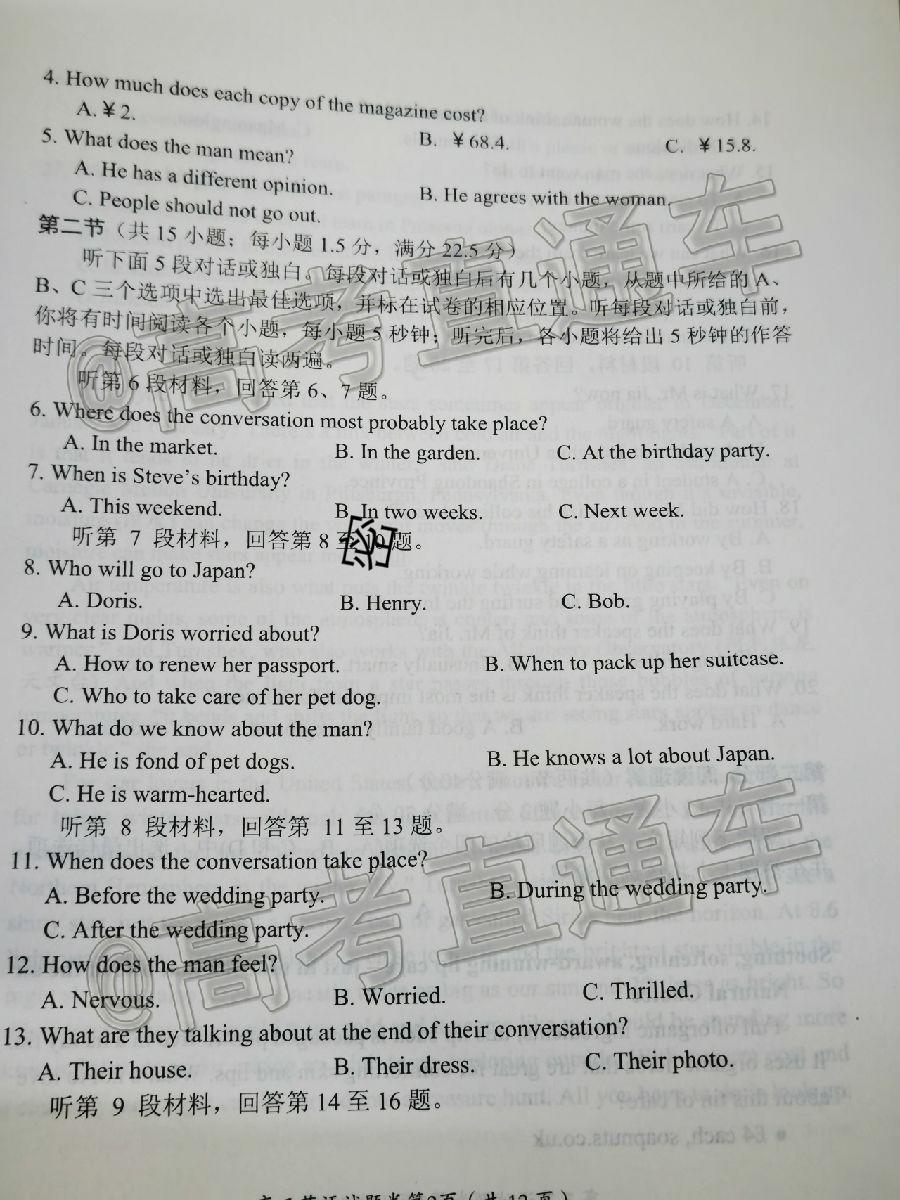 4. How much does each copy of the magazine cost?
A. ¥ 2. B. ¥ 68.4. C. ¥ 15.8.
5. What does the man mean?
A. He has a different opinion. B. He agrees with the woman.
C. People should not go out.
第二节（共 15 小题；每小题 1.5 分，满分 22.5 分）
听下面 5 段对话或独白。每段对话或独白后有几个小题，从题中所给的 A、
B、C 三个选项中选出最佳选项，并标在试卷的相应位置。听每段对话或独白前，
你将有时间阅读各个小题，每小题 5 秒钟；听完后，各小题将给出 5 秒钟的作答
时间。每段对话或独白读两遍。
听第 6 段材料，回答第 6、7 题。
6. Where does the conversation most probably take place?
A. In the market. B. In the garden. C. At the birthday party.
7. When is Steve's birthday?
A. This weekend. B. In two weeks. C. Next week.
听第 7 段材料，回答第 8 至 10 题。
密
8. Who will go to Japan?
A. Doris. B. Henry. C. Bob.
9. What is Doris worried about?
A. How to renew her passport. B. When to pack up her suitcase.
C. Who to take care of her pet dog.
10. What do we know about the man?
A. He is fond of pet dogs. B. He knows a lot about Japan.
C. He is warm-hearted.
听第 8 段材料，回答第 11 至 13 题。
11. When does the conversation take place?
A. Before the wedding party. B. During the wedding party.
C. After the wedding party.
12. How does the man feel?
A. Nervous. B. Worried. C. Thrilled.
13. What are they talking about at the end of their conversation?
A. Their house. B. Their dress. C. Their photo.
听第 9 段材料，回答第 14 至 16 题。
@高考直通车
@高考直通车